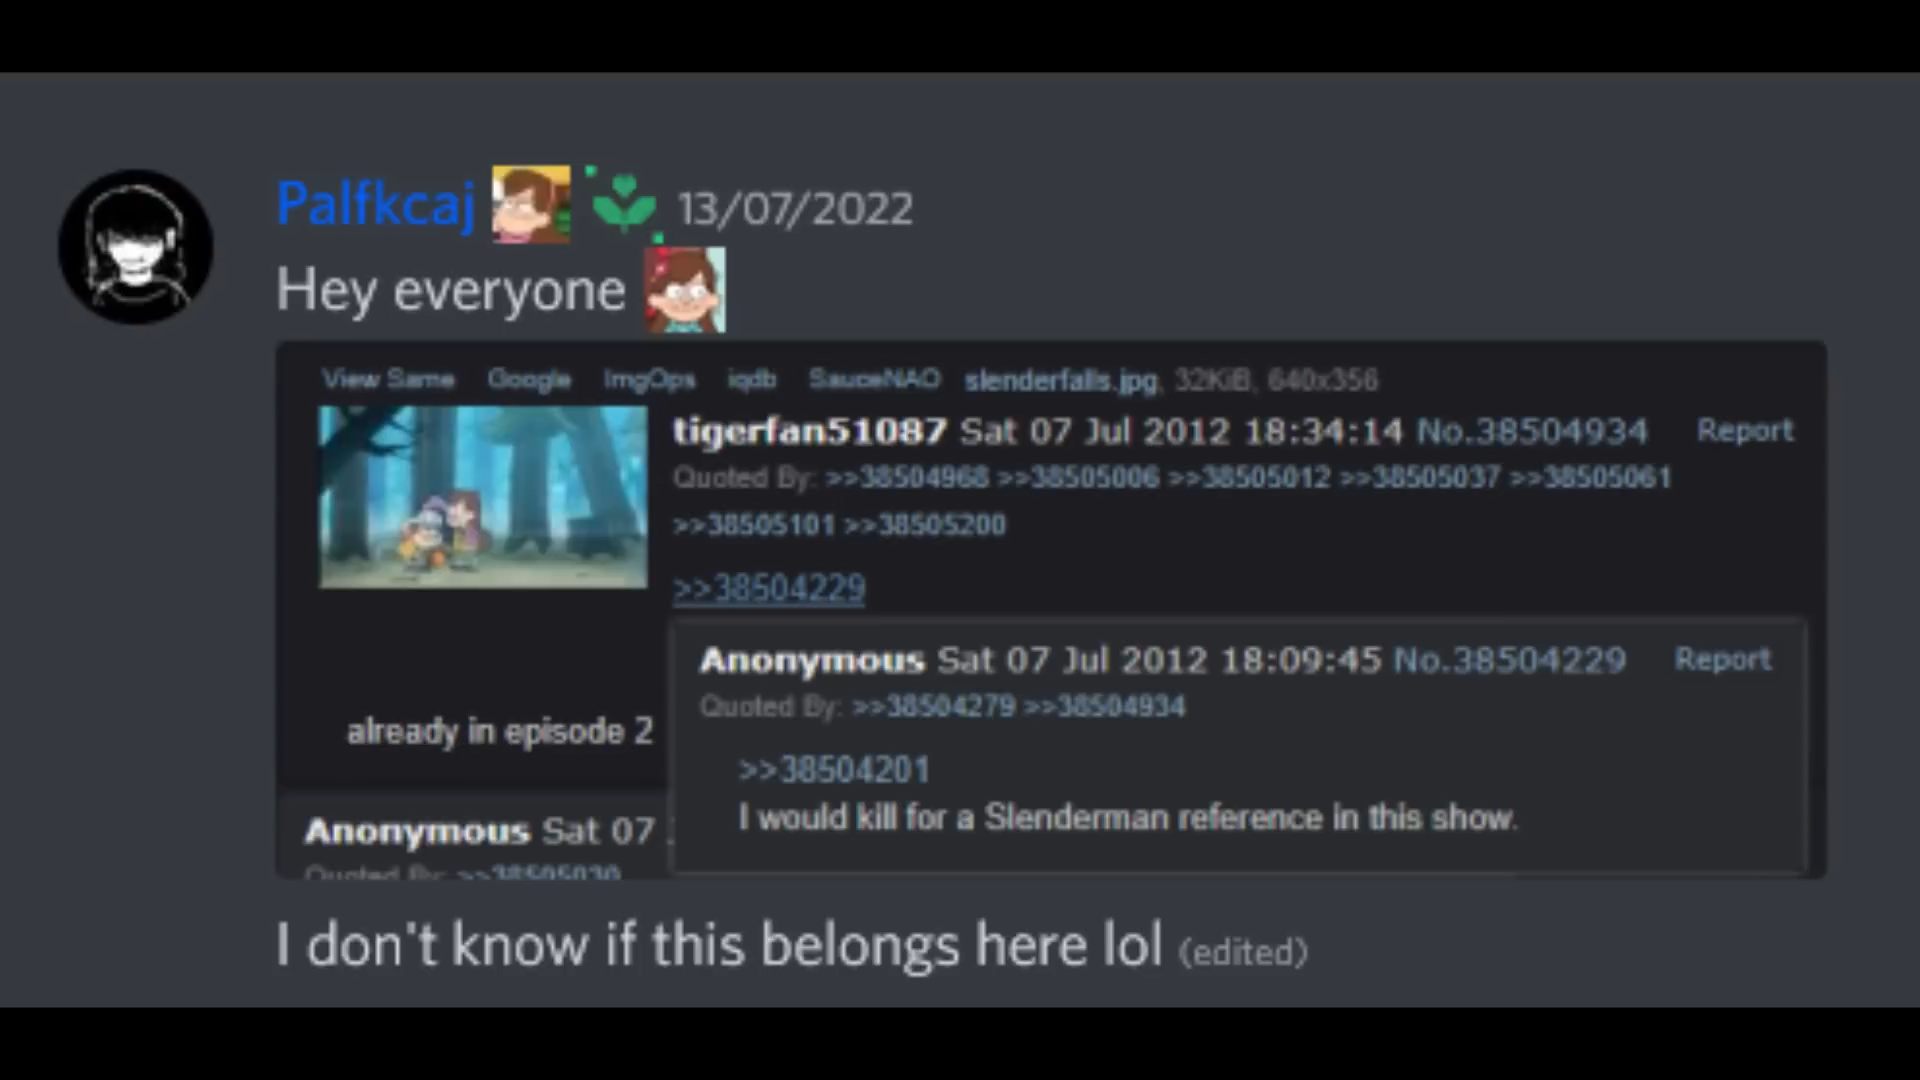 Palfkcaj 13/07/2022
Hey everyone
View Same Google ImgOps iqdb SauceNAO slenderfalls.jpg, 32KiB, 640x356
tigerfan51087 Sat 07 Jul 2012 18:34:14 No.38504934 Report
Quoted By: >>38504968 >>38505006 >>38505012 >>38505037 >>38505061
>>38505101 >>38505200
>>38504229
Anonymous Sat 07 Jul 2012 18:09:45 No.38504229 Report
Quoted By: >>38504279 >>38504934
already in episode 2
>>38504201
I would kill for a Slenderman reference in this show.
Anonymous Sat 07
Quoted By: >>38505030
I don't know if this belongs here lol (edited)